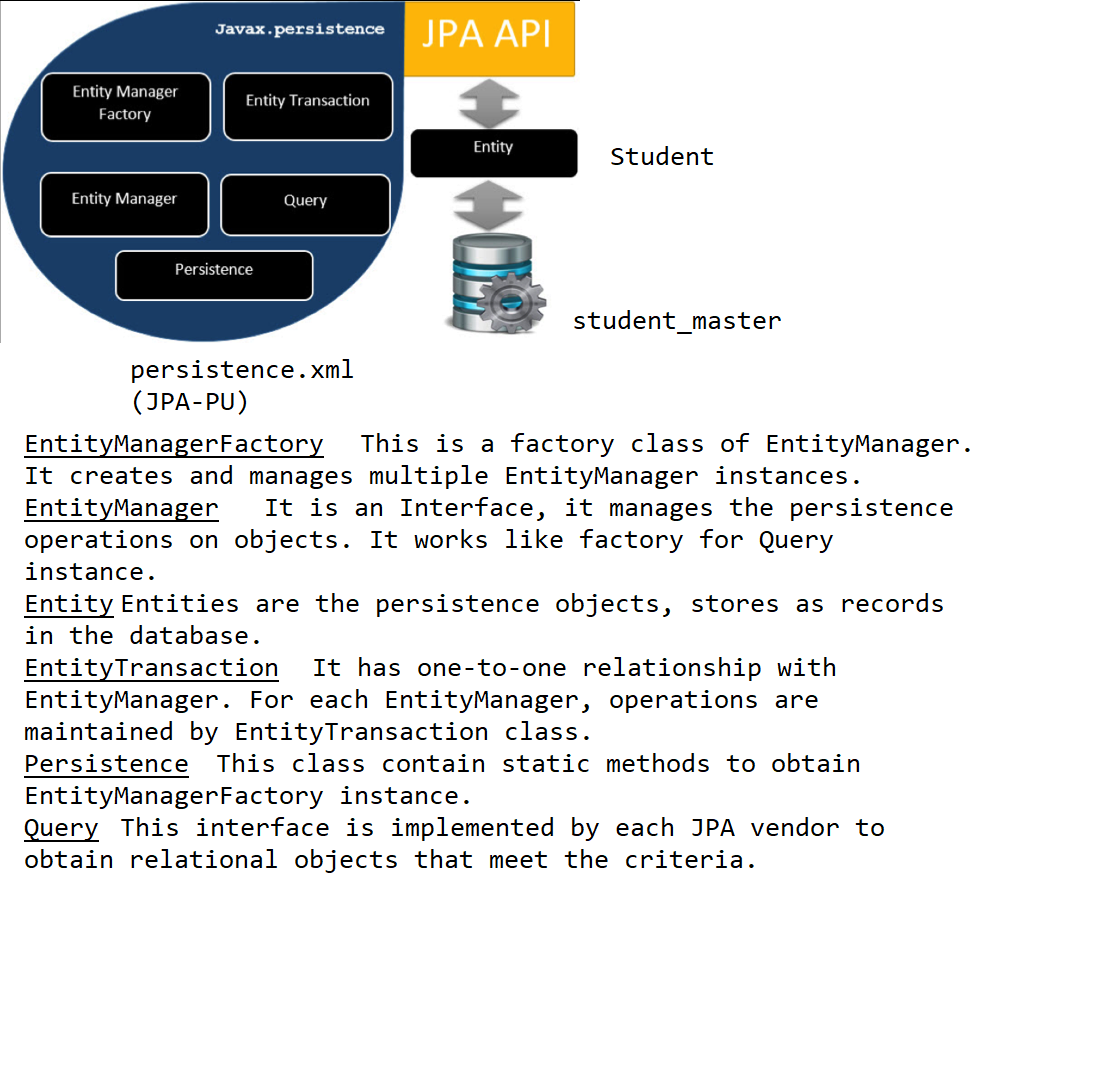 Javax.persistence
JPA API
Entity Manager
Factory
Entity Transaction
Entity
Student
Entity Manager
Query
Persistence
student_master
persistence.xml
(JPA-PU)
EntityManagerFactory This is a factory class of EntityManager.
It creates and manages multiple EntityManager instances.
EntityManager It is an Interface, it manages the persistence
operations on objects. It works like factory for Query
instance.
Entity Entities are the persistence objects, stores as records
in the database.
EntityTransaction It has one-to-one relationship with
EntityManager. For each EntityManager, operations are
maintained by EntityTransaction class.
Persistence This class contain static methods to obtain
EntityManagerFactory instance.
Query This interface is implemented by each JPA vendor to
obtain relational objects that meet the criteria.